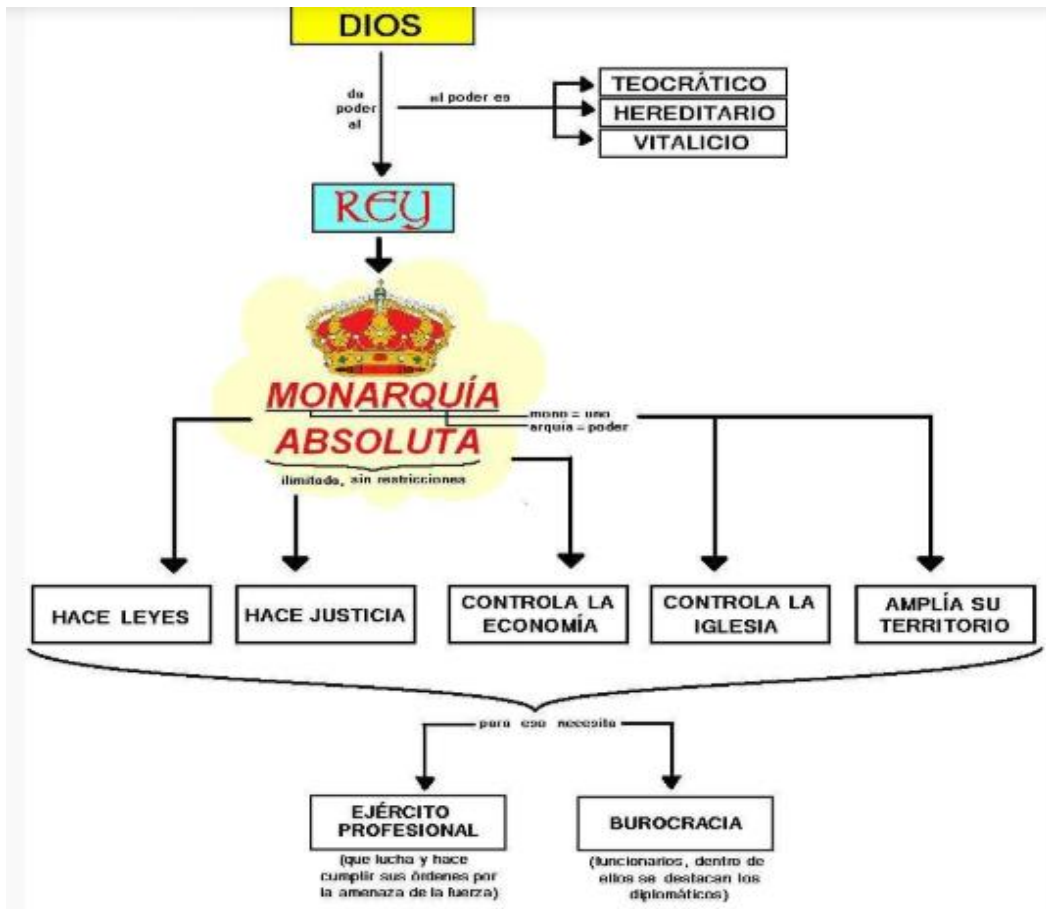 DIOS
da
poder
al
el poder es
TEOCRÁTICO
HEREDITARIO
VITALICIO
REY
MONARQUÍA
mono = uno
arquía = poder
ABSOLUTA
ilimitado, sin restricciones
HACE LEYES
HACE JUSTICIA
CONTROLA LA
ECONOMÍA
CONTROLA LA
IGLESIA
AMPLÍA SU
TERRITORIO
para eso necesita
EJÉRCITO
PROFESIONAL
(que lucha y hace
cumplir sus órdenes por
la amenaza de la fuerza)
BUROCRACIA
(funcionarios, dentro de
ellos se destacan los
diplomáticos)